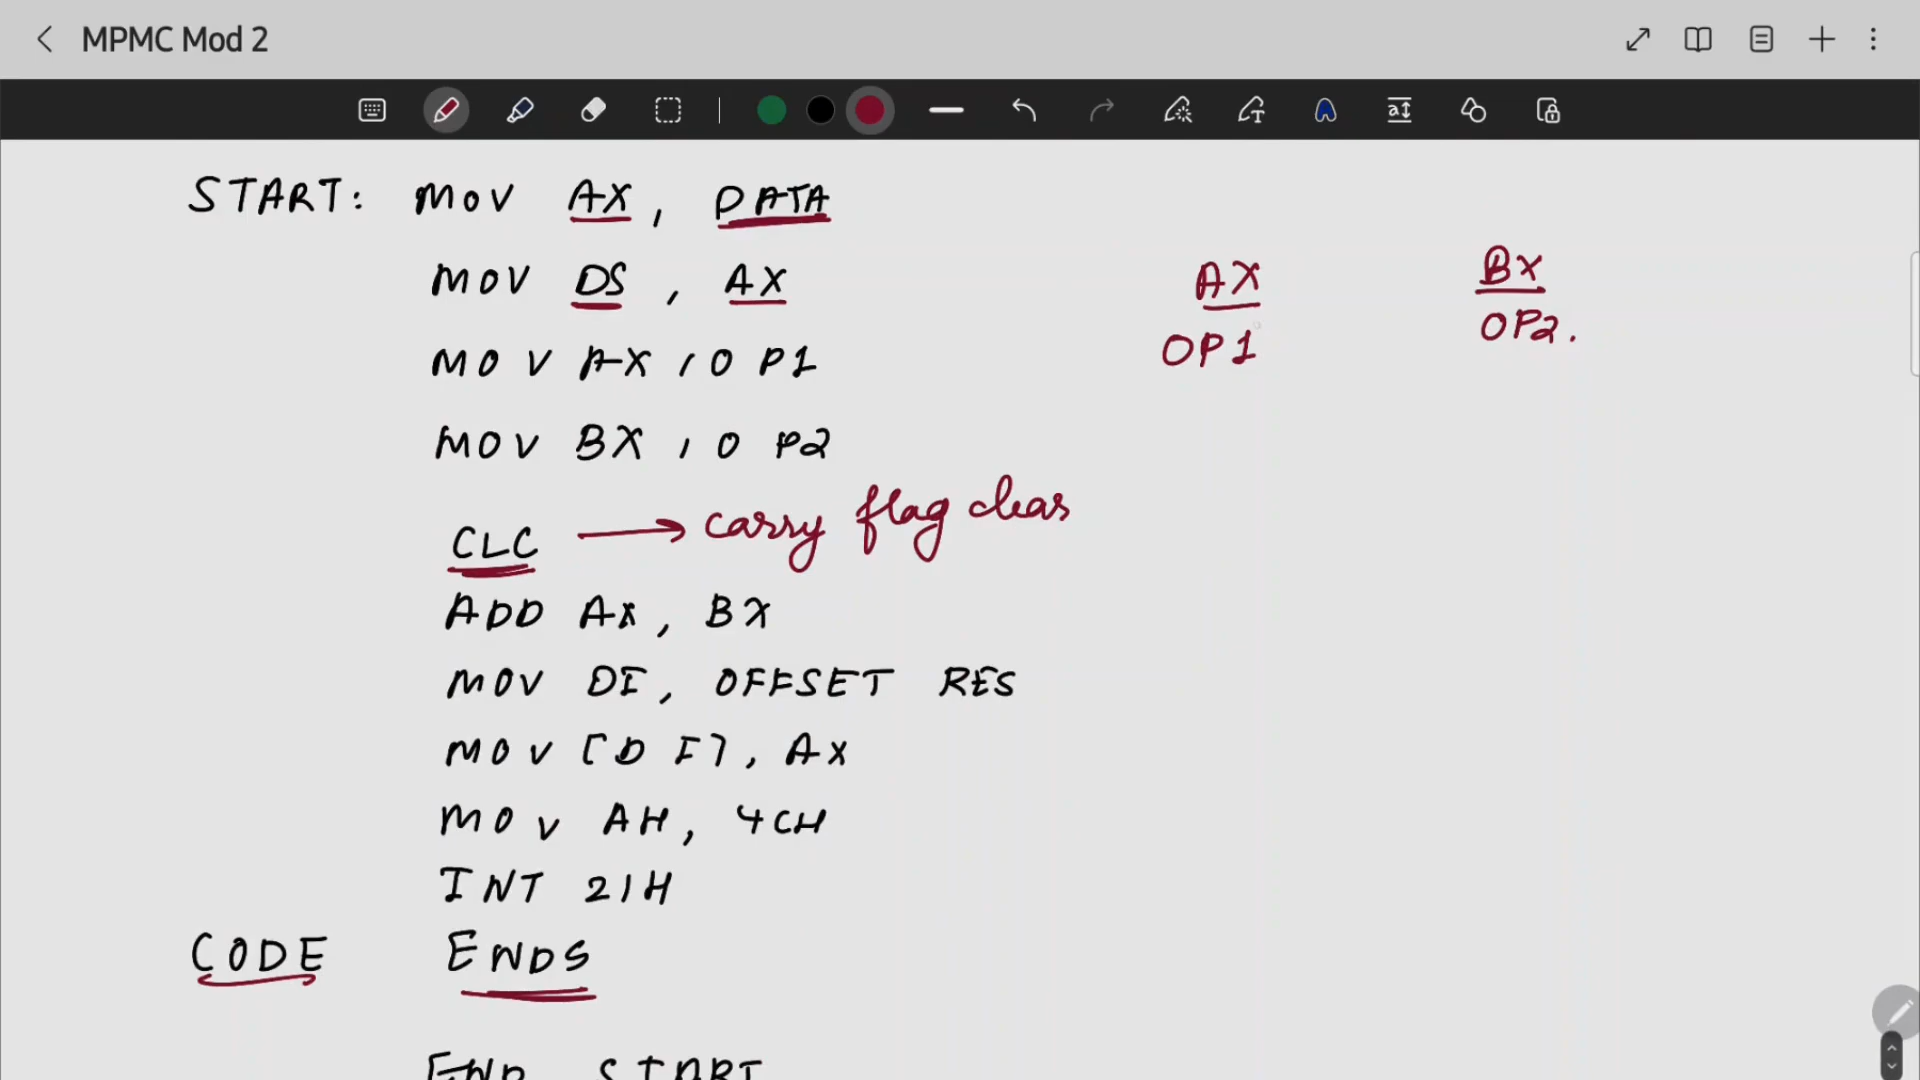 MPMC Mod 2
START: MOV AX, DATA
MOV DS, AX
AX
BX
OP1
OP2.
MOV AX, OP1
MOV BX, OP2
CLC → carry flag clear
ADD AX, BX
MOV DI, OFFSET RES
MOV [DI], AX
MOV AH, 4CH
INT 21H
CODE ENDS
END START